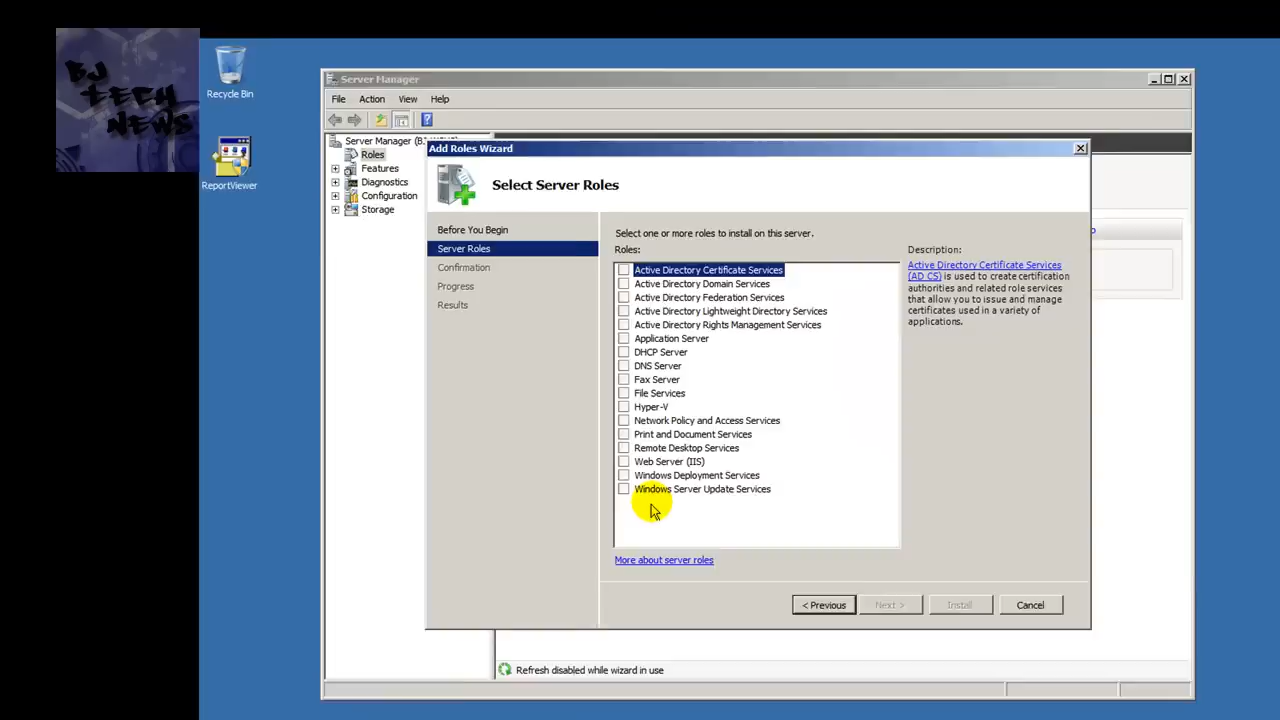 BJ
TECH
NEWS
Recycle Bin
ReportViewer
Server Manager
File Action View Help
Server Manager
Roles
Features
Diagnostics
Configuration
Storage
Add Roles Wizard
Select Server Roles
Before You Begin
Server Roles
Confirmation
Progress
Results
Select one or more roles to install on this server.
Roles:
Active Directory Certificate Services
Active Directory Domain Services
Active Directory Federation Services
Active Directory Lightweight Directory Services
Active Directory Rights Management Services
Application Server
DHCP Server
DNS Server
Fax Server
File Services
Hyper-V
Network Policy and Access Services
Print and Document Services
Remote Desktop Services
Web Server (IIS)
Windows Deployment Services
Windows Server Update Services
More about server roles
Description:
Active Directory Certificate Services
(AD CS) is used to create certification
authorities and related role services
that allow you to issue and manage
certificates used in a variety of
applications.
< Previous Next > Install Cancel
Refresh disabled while wizard in use